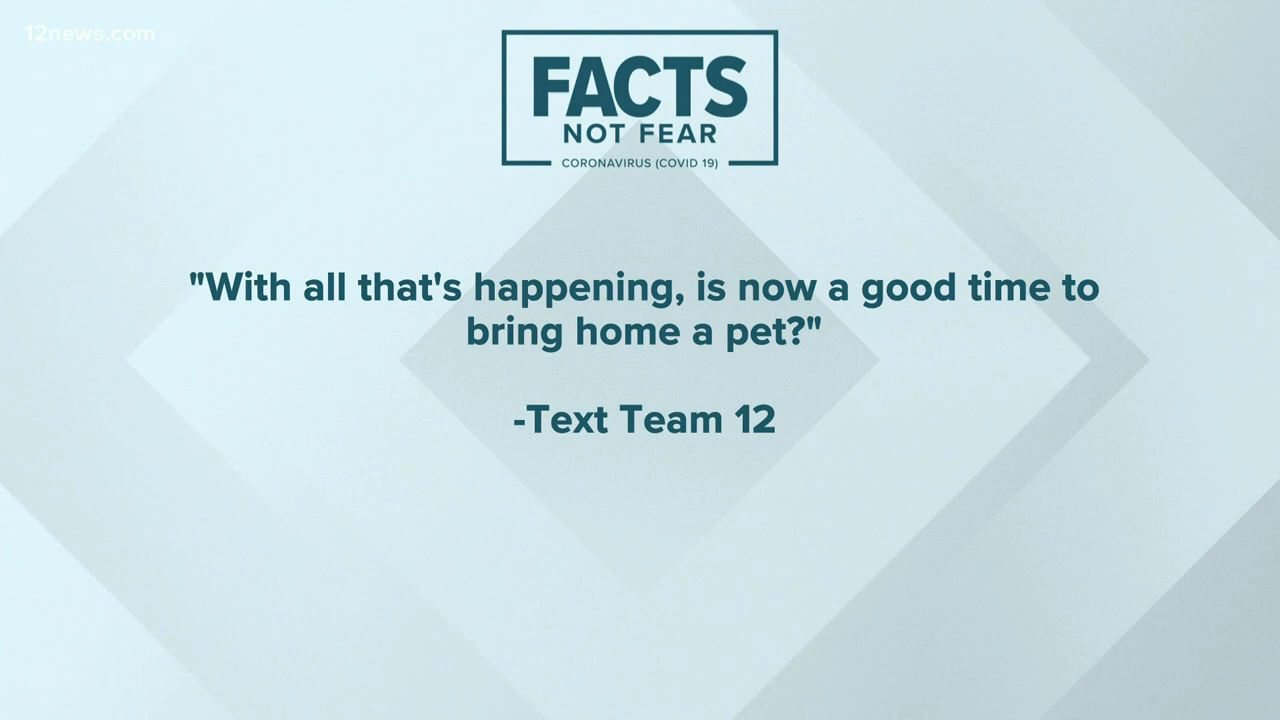 12news.com
FACTS
NOT FEAR
CORONAVIRUS (COVID 19)
"With all that's happening, is now a good time to
bring home a pet?"
-Text Team 12